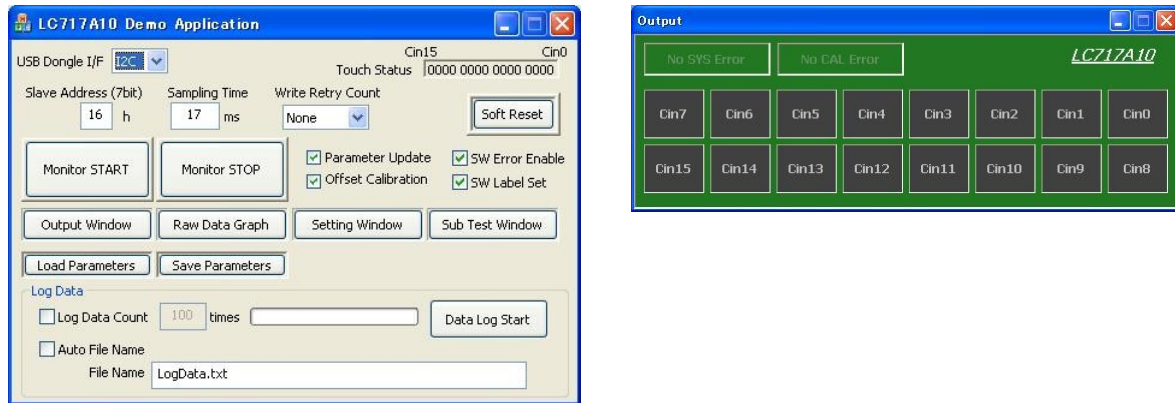 LC717A10 Demo Application
USB Dongle I/F I2C
Cin15 Cin0
Touch Status 0000 0000 0000 0000
Slave Address (7bit) Sampling Time Write Retry Count
16 h 17 ms None Soft Reset
Monitor START Monitor STOP
Parameter Update SW Error Enable
Offset Calibration SW Label Set
Output Window Raw Data Graph Setting Window Sub Test Window
Load Parameters Save Parameters
Log Data
Log Data Count 100 times Data Log Start
Auto File Name
File Name LogData.txt
Output
No SYS Error No CAL Error LC717A10
Cin7 Cin6 Cin5 Cin4 Cin3 Cin2 Cin1 Cin0
Cin15 Cin14 Cin13 Cin12 Cin11 Cin10 Cin9 Cin8